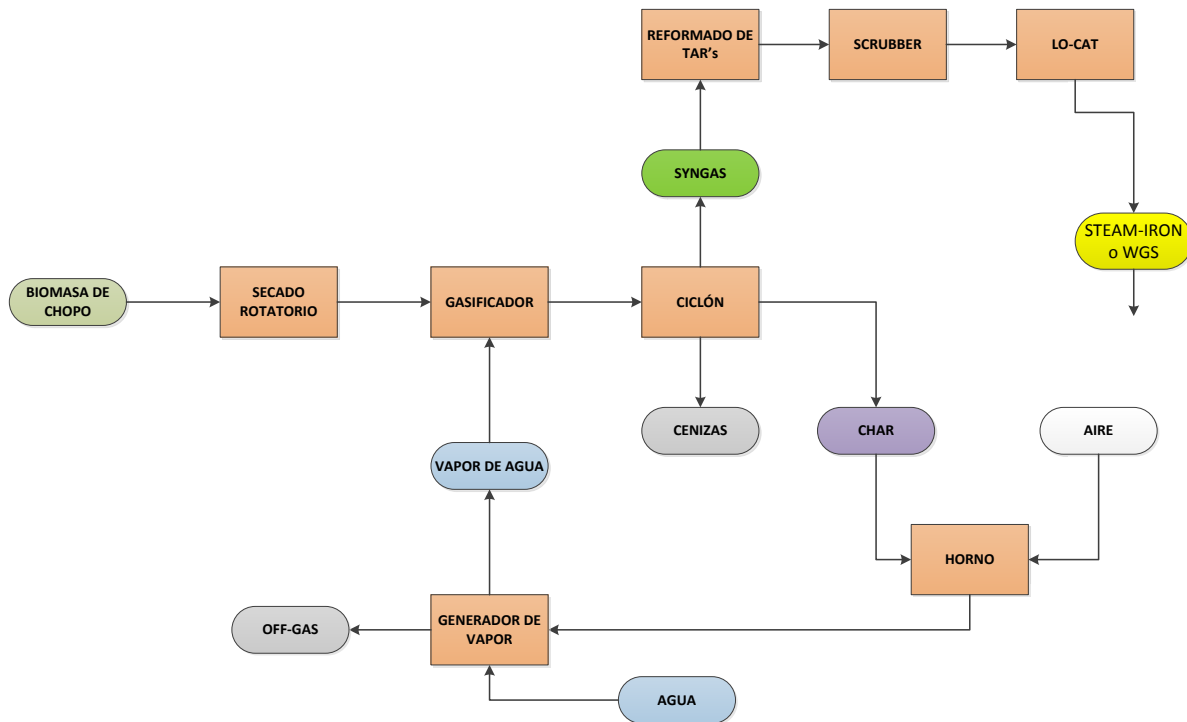 REFORMADO DE
TAR's
SCRUBBER
LO-CAT
SYNGAS
STEAM-IRON
o WGS
BIOMASA DE
CHOPO
SECADO
ROTATORIO
GASIFICADOR
CICLÓN
CENIZAS
CHAR
AIRE
VAPOR DE AGUA
HORNO
OFF-GAS
GENERADOR DE
VAPOR
AGUA